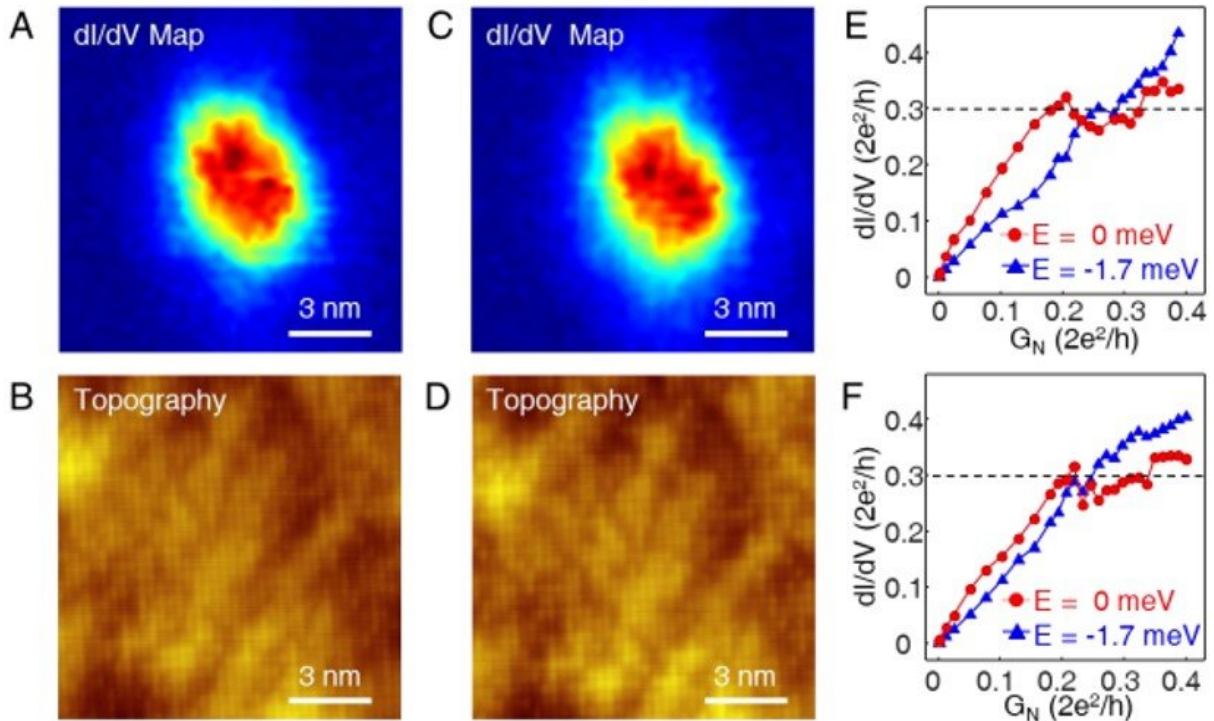 A
dI/dV Map
3 nm
B
Topography
3 nm
C
dI/dV Map
3 nm
D
Topography
3 nm
E
dI/dV (2e²/h)
0.4
0.3
0.2
0.1
0
E = 0 meV
E = -1.7 meV
0 0.1 0.2 0.3 0.4
G_N (2e²/h)
F
dI/dV (2e²/h)
0.4
0.3
0.2
0.1
0
E = 0 meV
E = -1.7 meV
0 0.1 0.2 0.3 0.4
G_N (2e²/h)